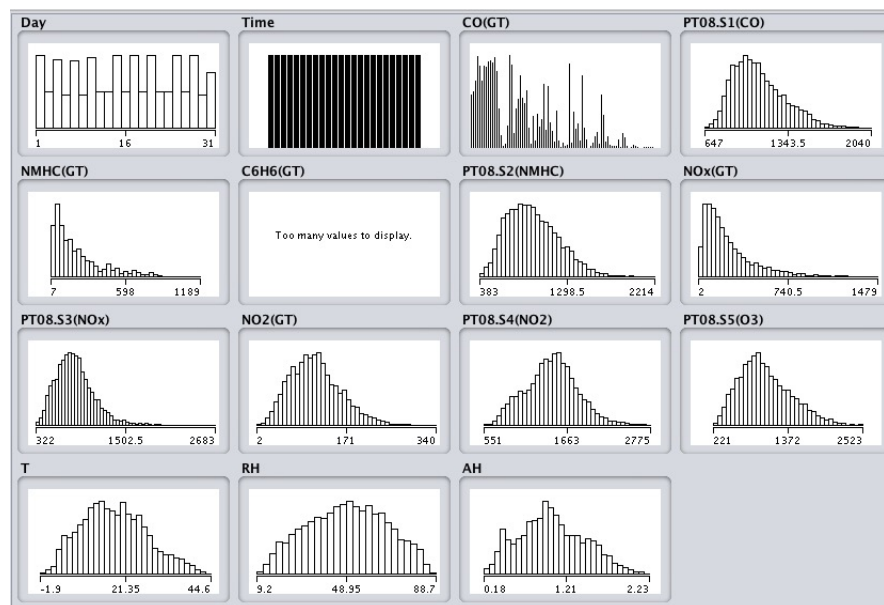 Day Time CO(GT) PT08.S1(CO)
1 16 31 647 1343.5 2040
NMHC(GT) C6H6(GT) PT08.S2(NMHC) NOx(GT)
Too many values to display.
7 598 1189 383 1298.5 2214 2 740.5 1479
PT08.S3(NOx) NO2(GT) PT08.S4(NO2) PT08.S5(O3)
322 1502.5 2683 2 171 340 551 1663 2775 221 1372 2523
T RH AH
-1.9 21.35 44.6 9.2 48.95 88.7 0.18 1.21 2.23